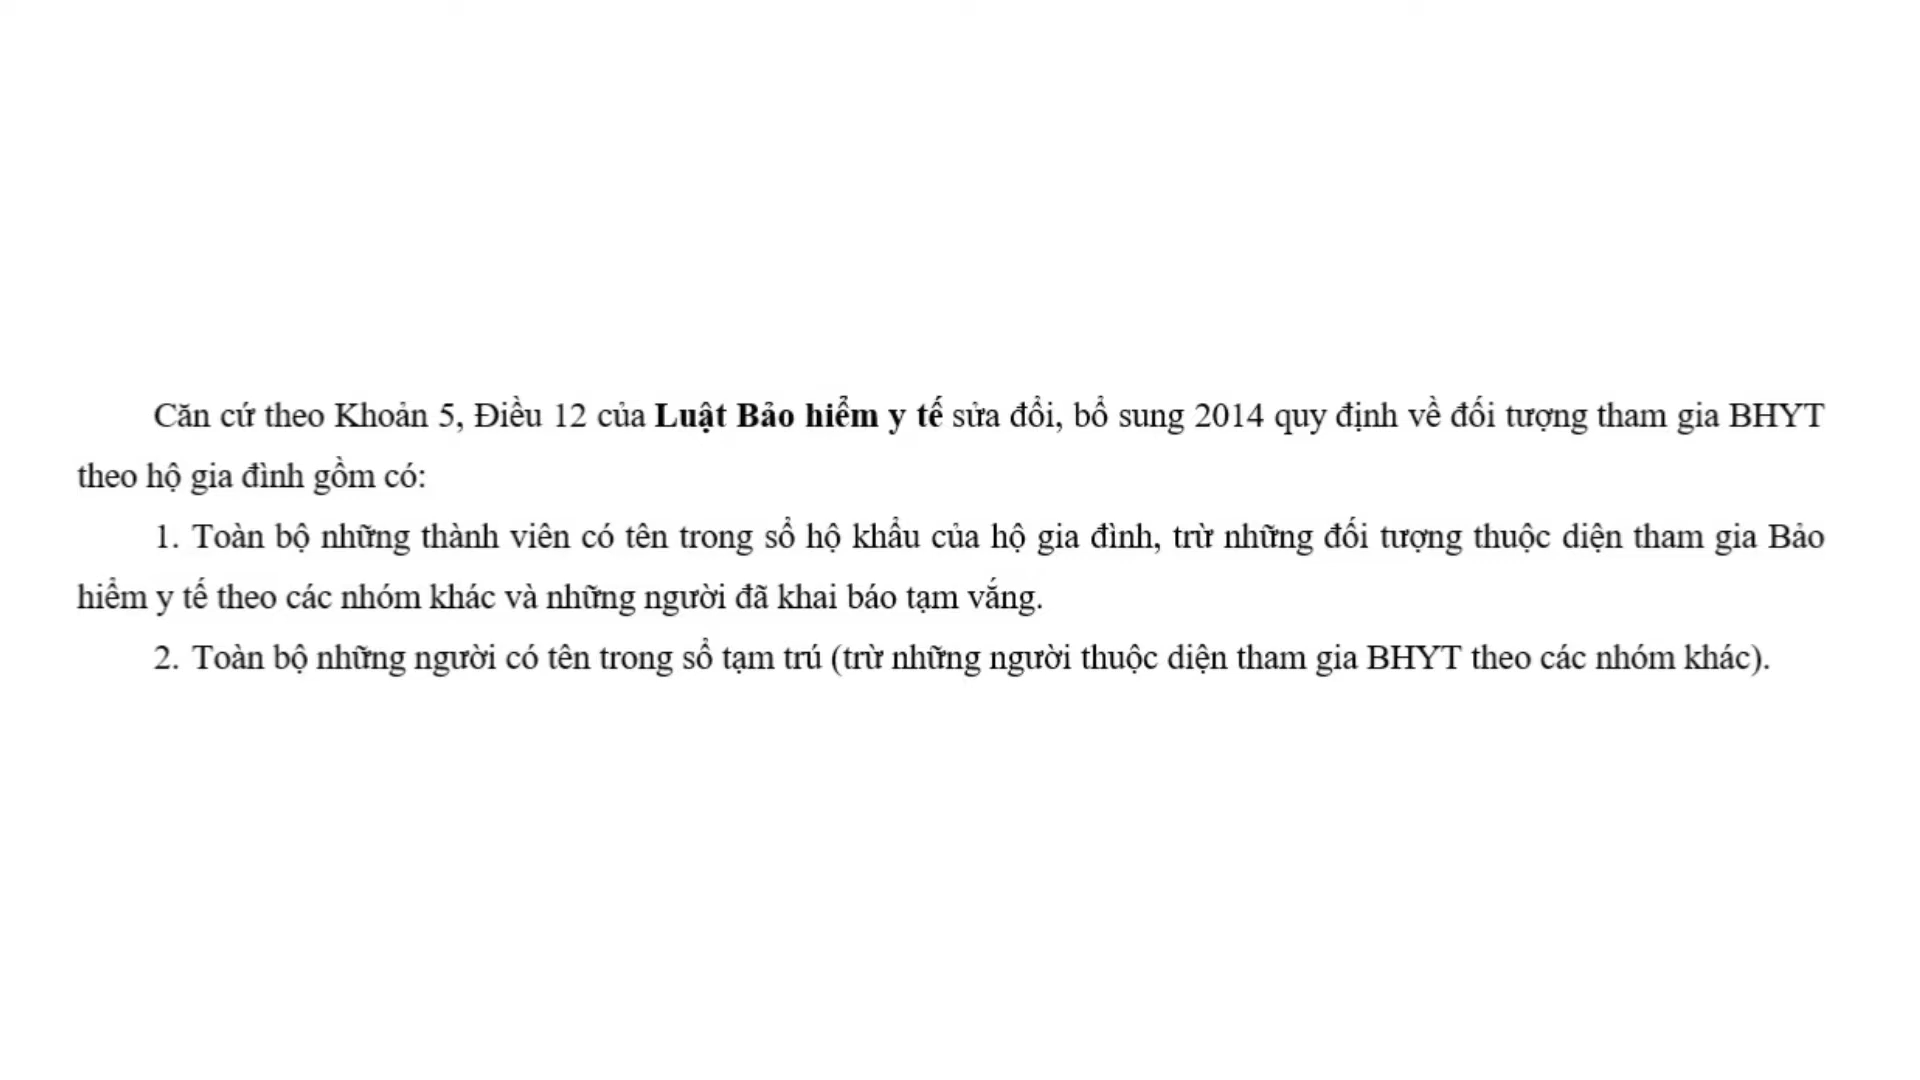 Căn cứ theo Khoản 5, Điều 12 của Luật Bảo hiểm y tế sửa đổi, bổ sung 2014 quy định về đối tượng tham gia BHYT
theo hộ gia đình gồm có:
1. Toàn bộ những thành viên có tên trong sổ hộ khẩu của hộ gia đình, trừ những đối tượng thuộc diện tham gia Bảo
hiểm y tế theo các nhóm khác và những người đã khai báo tạm vắng.
2. Toàn bộ những người có tên trong sổ tạm trú (trừ những người thuộc diện tham gia BHYT theo các nhóm khác).